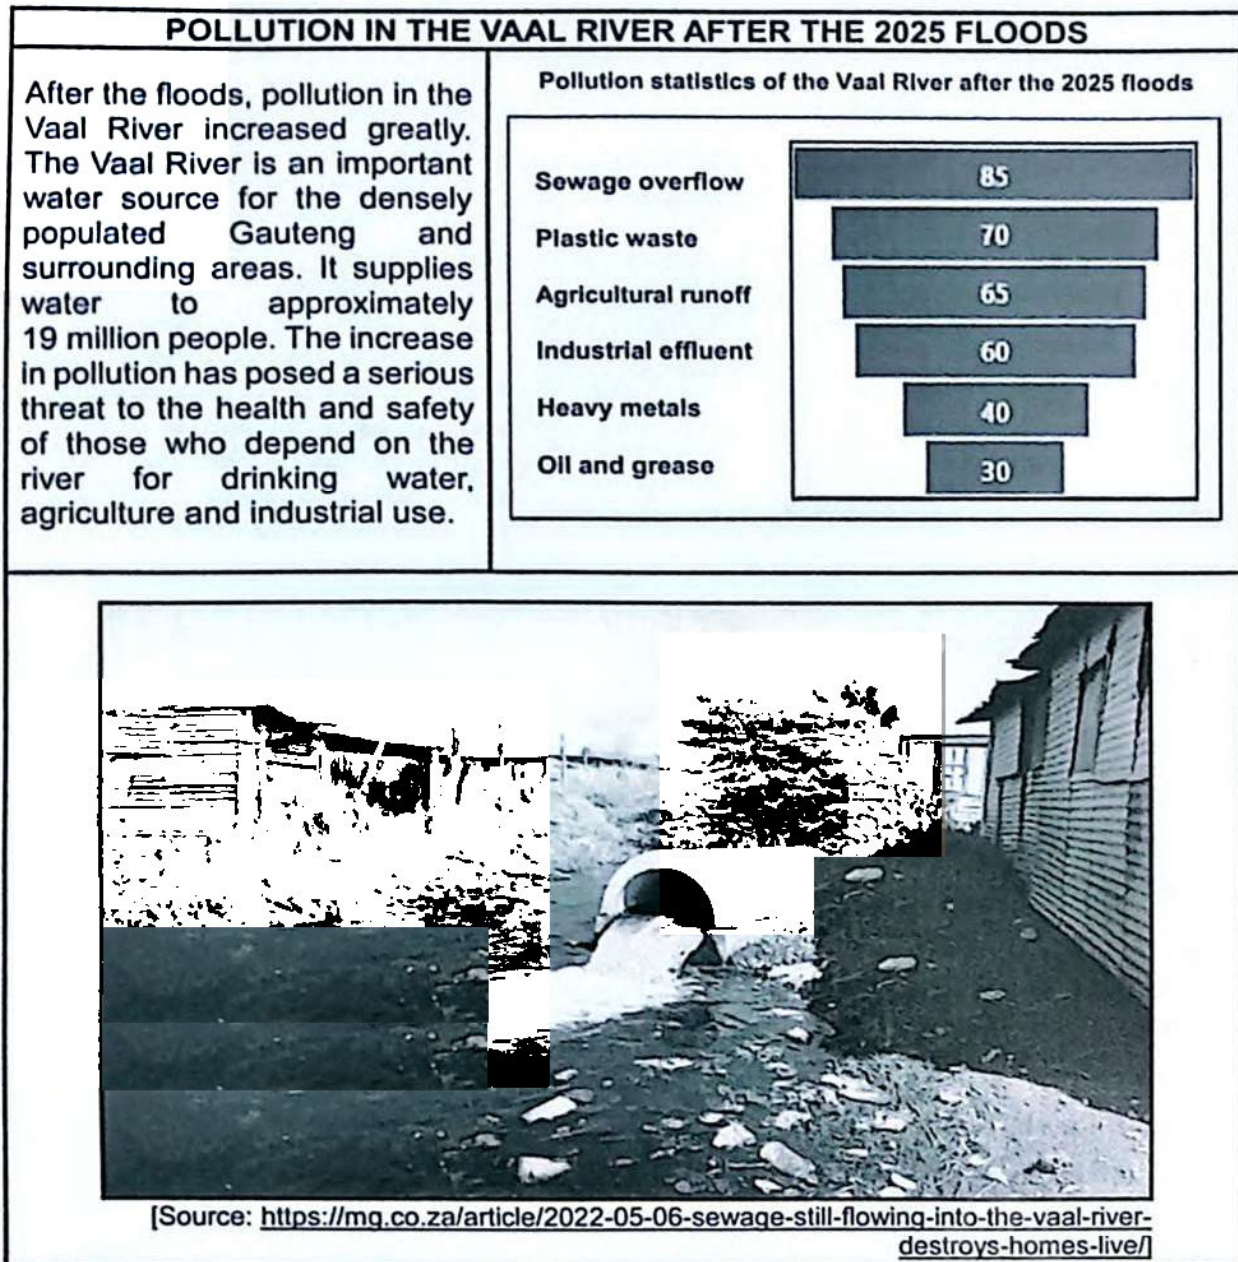 POLLUTION IN THE VAAL RIVER AFTER THE 2025 FLOODS
After the floods, pollution in the
Vaal River increased greatly.
The Vaal River is an important
water source for the densely
populated Gauteng and
surrounding areas. It supplies
water to approximately
19 million people. The increase
in pollution has posed a serious
threat to the health and safety
of those who depend on the
river for drinking water,
agriculture and industrial use.
Pollution statistics of the Vaal River after the 2025 floods
Sewage overflow 85
Plastic waste 70
Agricultural runoff 65
Industrial effluent 60
Heavy metals 40
Oil and grease 30
[Source: https://mg.co.za/article/2022-05-06-sewage-still-flowing-into-the-vaal-river-
destroys-homes-live/]